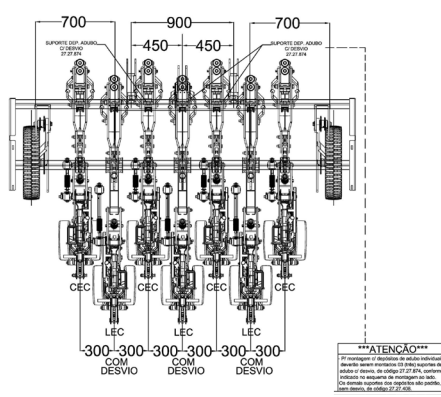 700
900
700
450
450
SUPORTE DEP. ADUBO
C/ DESVIO
27.27.874
SUPORTE DEP. ADUBO
C/ DESVIO
27.27.874
CEC
CEC
CEC
CEC
LEC
LEC
LEC
300
300
300
300
300
300
COM
DESVIO
COM
DESVIO
COM
DESVIO
***ATENÇÃO***
P/ montagem c/ depósitos de adubo individual
deverão serem montados 03 (três) suportes de
adubo c/ desvio, de código 27.27.874, conforme
indicado no esquema de montagem ao lado.
Os demais suportes dos depósitos são padrão,
sem desvio, de código 27.27.408.